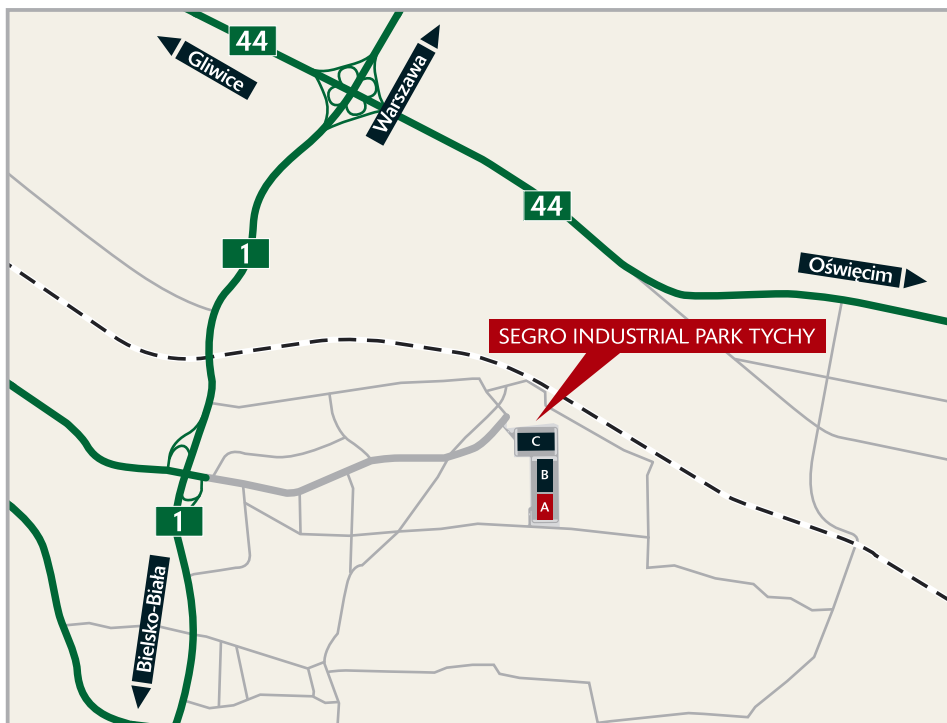 44
Gliwice
Warszawa
44
1
Oświęcim
SEGRO INDUSTRIAL PARK TYCHY
C
B
A
1
Bielsko-Biała